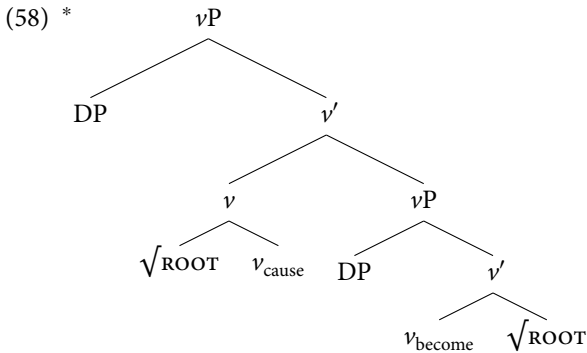 (58) * vP
DP v′
v vP
√ROOT v_cause DP v′
v_become √ROOT